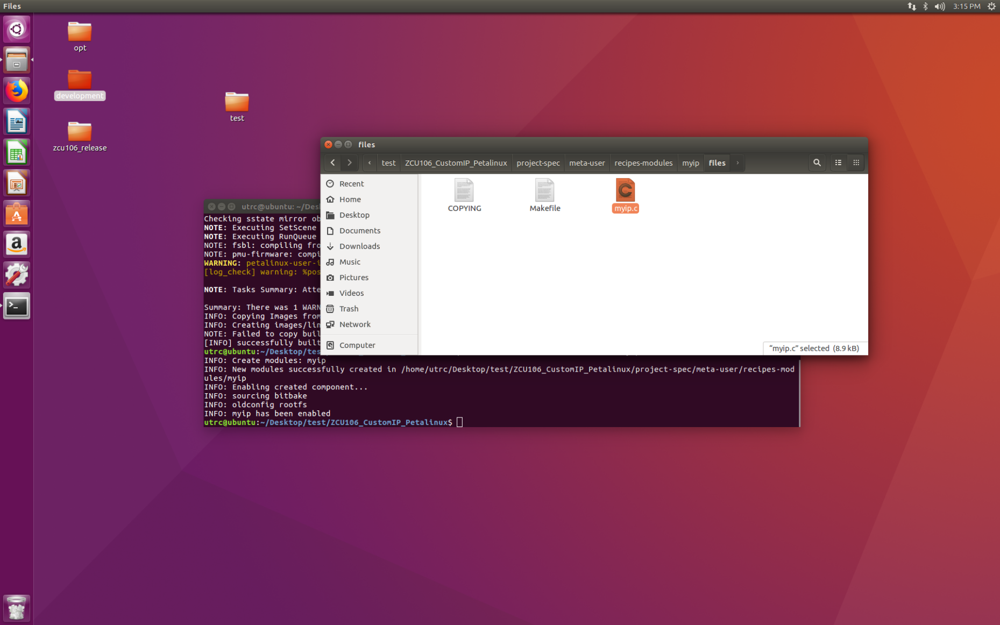 Files
3:15 PM
opt
development
test
zcu106_release
files
test ZCU106_CustomIP_Petalinux project-spec meta-user recipes-modules myip files
Recent
Home
Desktop
Documents
Downloads
Music
Pictures
Videos
Trash
Network
Computer
COPYING
Makefile
myip.c
“myip.c” selected (8.9 kB)
utrc@ubuntu: ~/Des
Checking sstate mirror ob
NOTE: Executing SetScene
NOTE: Executing RunQueue
NOTE: fsbl: compiling fro
NOTE: pmu-firmware: compi
WARNING: petalinux-user-i
[log_check] warning: %pos
NOTE: Tasks Summary: Atte
Summary: There was 1 WARN
INFO: Copying Images from
INFO: Creating images/lin
NOTE: Failed to copy buil
[INFO] successfully built
utrc@ubuntu:~/Desktop/tes
INFO: Create modules: myip
INFO: New modules successfully created in /home/utrc/Desktop/test/ZCU106_CustomIP_Petalinux/project-spec/meta-user/recipes-mod
ules/myip
INFO: Enabling created component...
INFO: sourcing bitbake
INFO: oldconfig rootfs
INFO: myip has been enabled
utrc@ubuntu:~/Desktop/test/ZCU106_CustomIP_Petalinux$